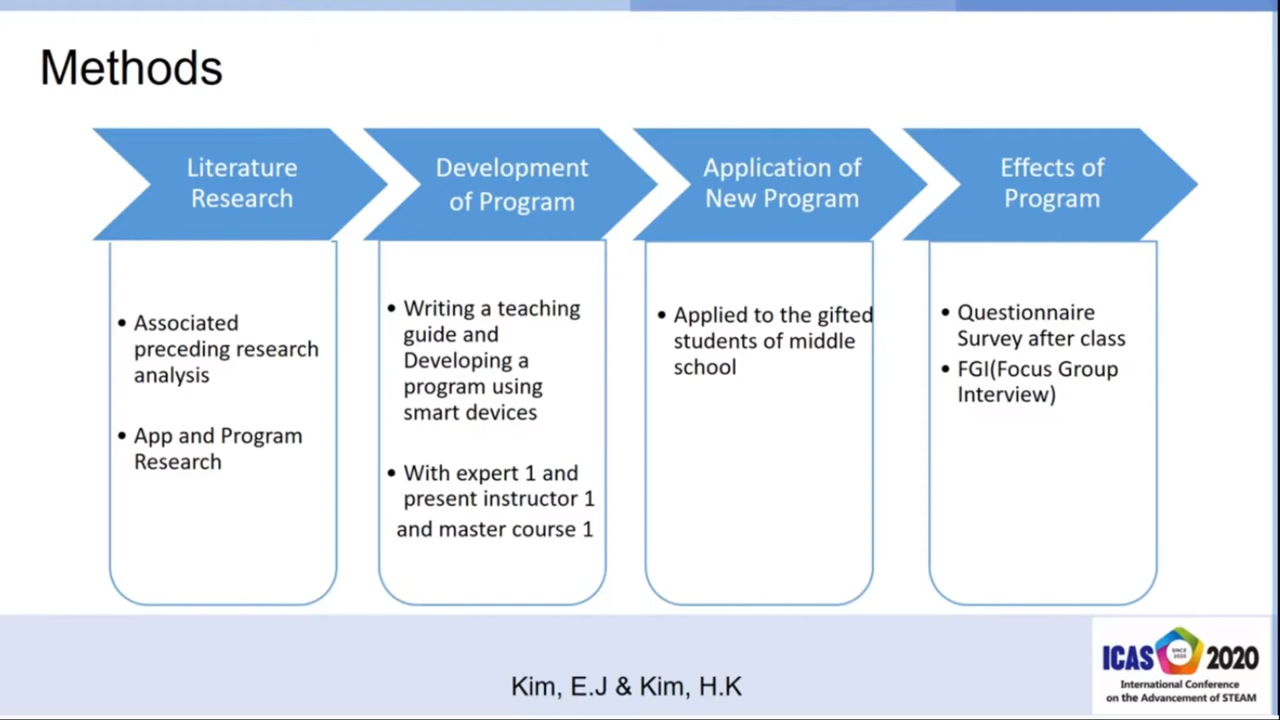 Methods
Literature
Research
Development
of Program
Application of
New Program
Effects of
Program
• Associated
preceding research
analysis
• App and Program
Research
• Writing a teaching
guide and
Developing a
program using
smart devices
• With expert 1 and
present instructor 1
and master course 1
• Applied to the gifted
students of middle
school
• Questionnaire
Survey after class
• FGI(Focus Group
Interview)
Kim, E.J & Kim, H.K
ICAS 2020
International Conference
on the Advancement of STEAM